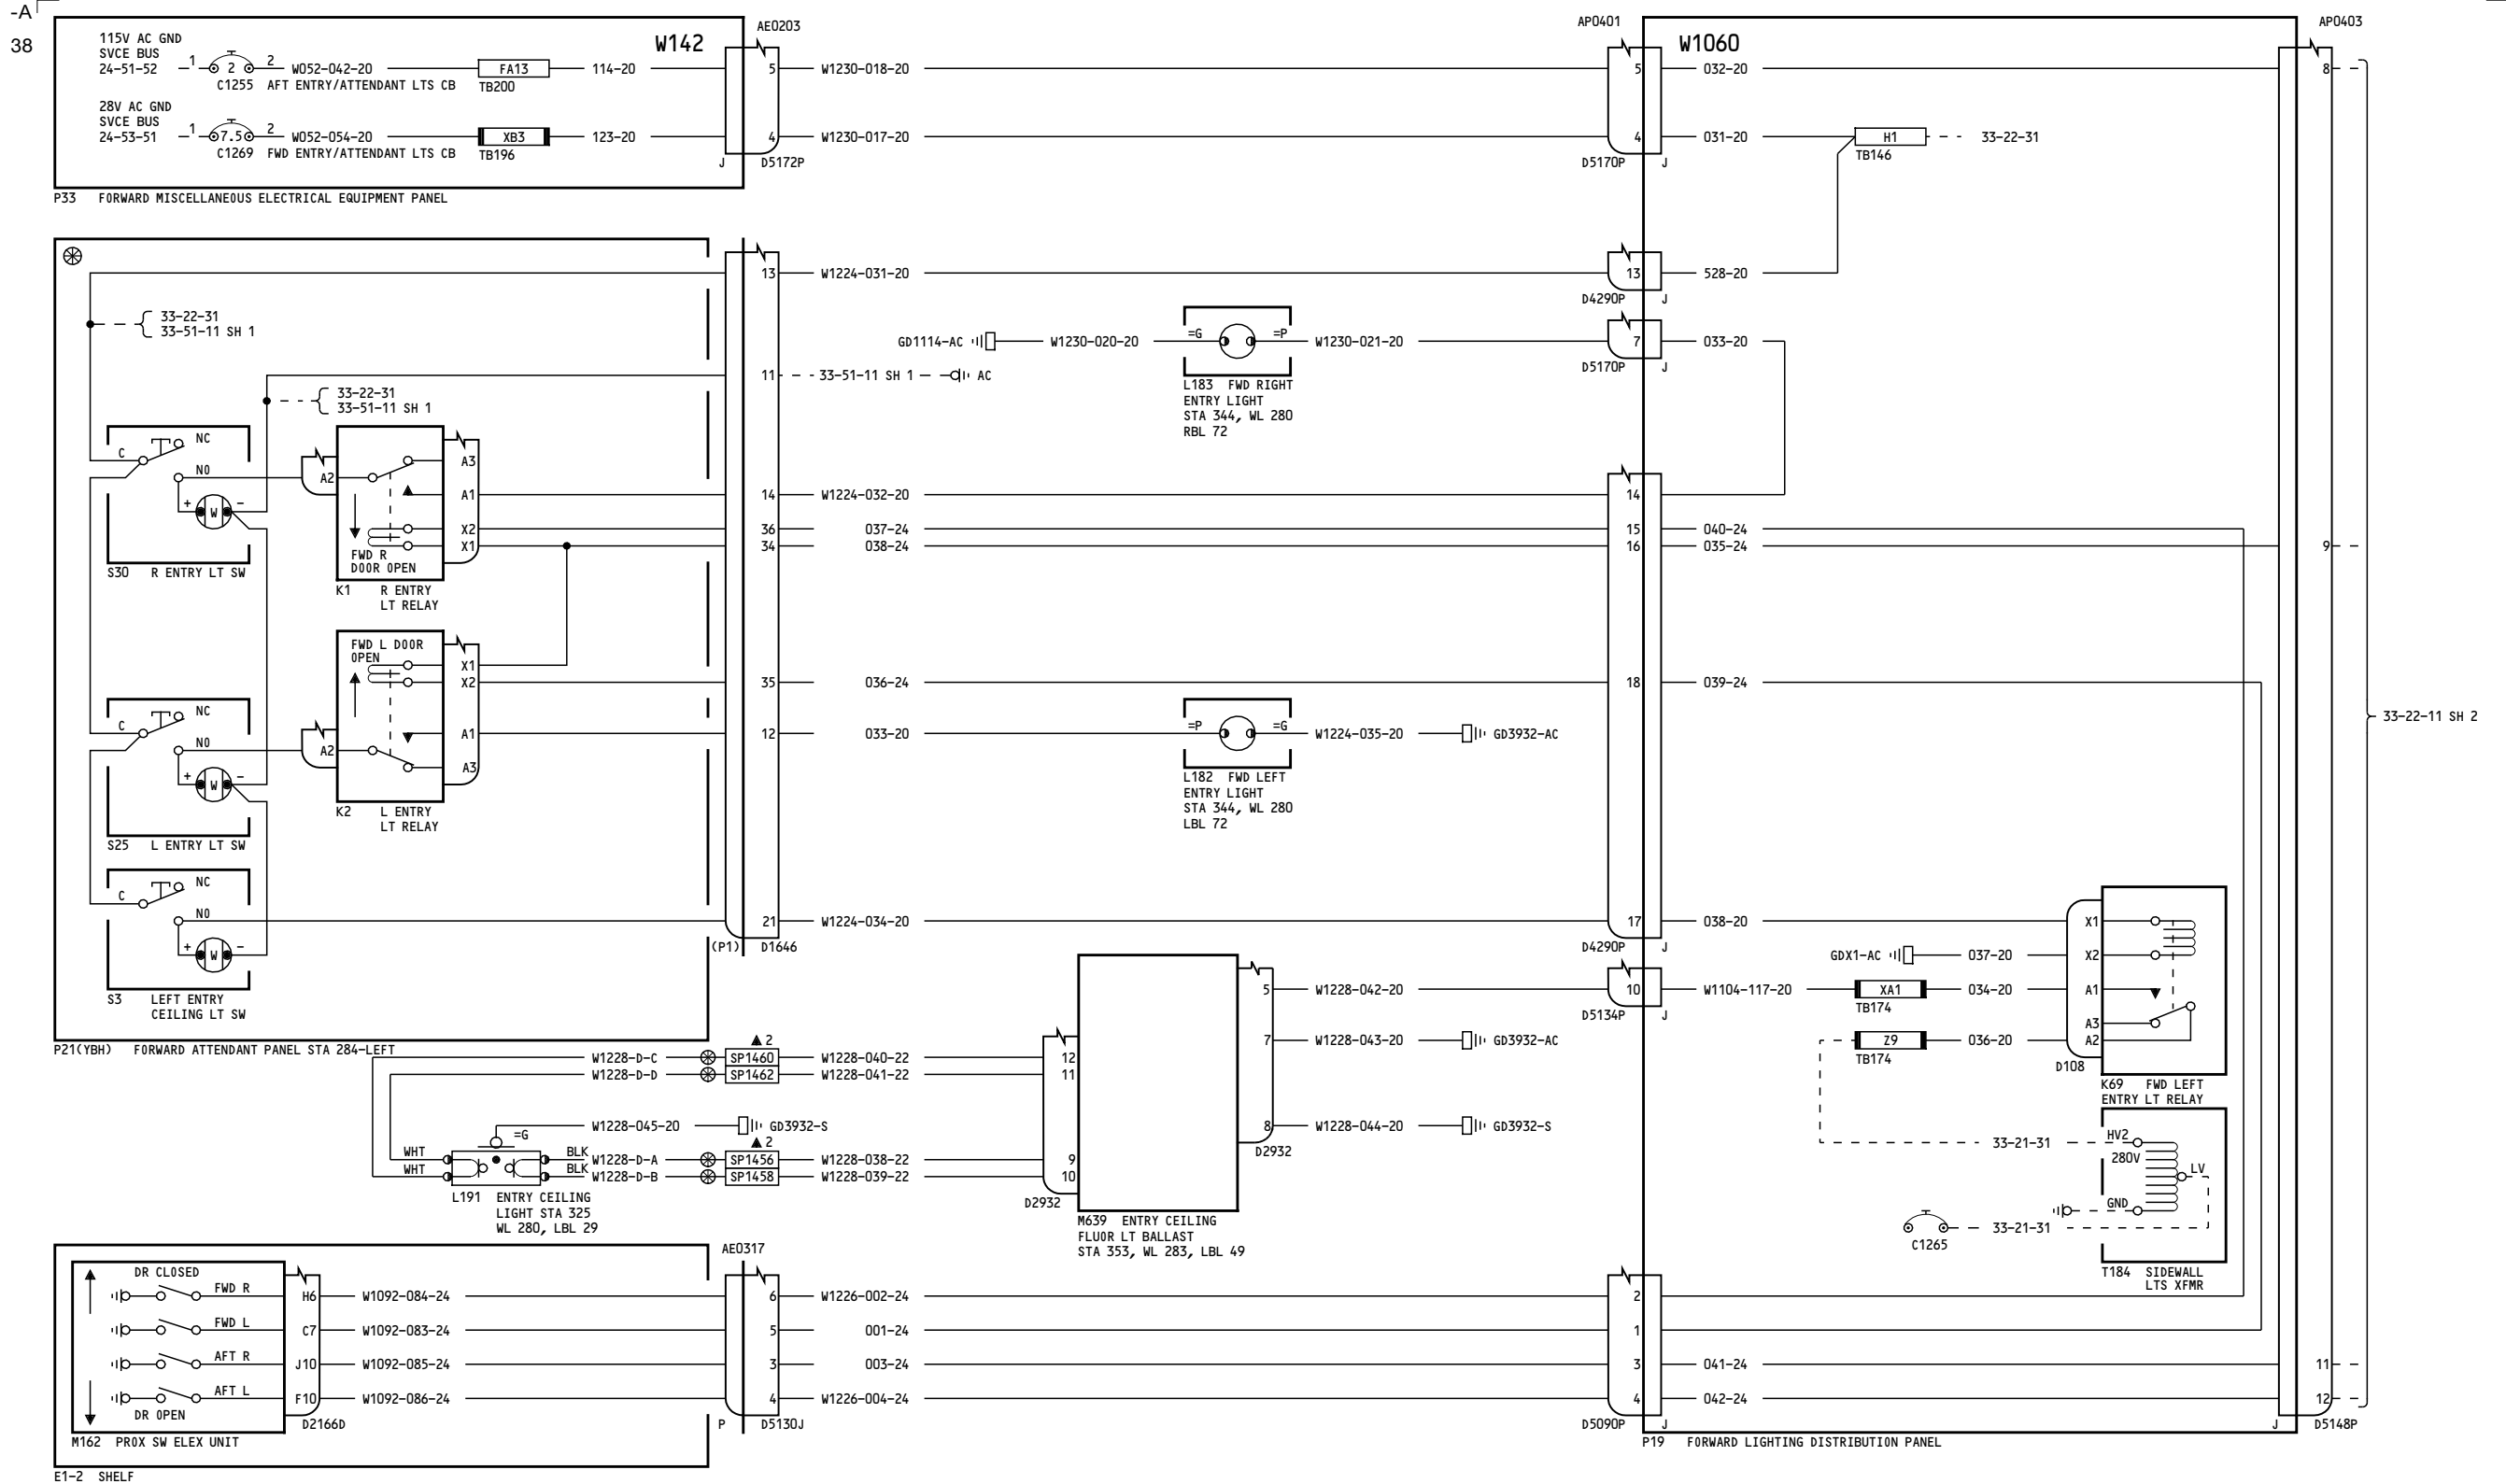 -A
38
115V AC GND
SVCE BUS
24-51-52
1
2
2
C1255
W052-042-20
AFT ENTRY/ATTENDANT LTS CB
FA13
TB200
114-20
W142
AE0203
5
W1230-018-20
28V AC GND
SVCE BUS
24-53-51
1
7.5
2
C1269
W052-054-20
FWD ENTRY/ATTENDANT LTS CB
XB3
TB196
123-20
4
W1230-017-20
J
D5172P
P33 FORWARD MISCELLANEOUS ELECTRICAL EQUIPMENT PANEL
AP0401
W1060
AP0403
5
032-20
8
4
031-20
H1
TB146
33-22-31
D5170P
J
13
W1224-031-20
13
528-20
D4290P
J
33-22-31
33-51-11 SH 1
GD1114-AC
W1230-020-20
=G
=P
W1230-021-20
7
033-20
D5170P
J
L183 FWD RIGHT
ENTRY LIGHT
STA 344, WL 280
RBL 72
11
33-51-11 SH 1
AC
33-22-31
33-51-11 SH 1
C
NC
NO
+
W
-
S30 R ENTRY LT SW
A2
A3
A1
X2
X1
FWD R
DOOR OPEN
K1 R ENTRY
LT RELAY
14
W1224-032-20
14
36
037-24
15
040-24
34
038-24
16
035-24
9
FWD L DOOR
OPEN
X1
X2
A1
A2
A3
K2 L ENTRY
LT RELAY
35
036-24
18
039-24
12
033-20
=P
=G
W1224-035-20
GD3932-AC
L182 FWD LEFT
ENTRY LIGHT
STA 344, WL 280
LBL 72
33-22-11 SH 2
C
NC
NO
+
W
-
S25 L ENTRY LT SW
C
NC
NO
+
W
-
S3 LEFT ENTRY
CEILING LT SW
21
W1224-034-20
17
038-20
(P1)
D1646
D4290P
J
P21(YBH) FORWARD ATTENDANT PANEL STA 284-LEFT
X1
GDX1-AC
037-20
X2
5
W1228-042-20
10
W1104-117-20
XA1
TB174
034-20
A1
D5134P
J
A3
7
W1228-043-20
GD3932-AC
Z9
TB174
036-20
A2
D108
K69 FWD LEFT
ENTRY LT RELAY
2
W1228-D-C
SP1460
W1228-040-22
12
W1228-D-D
SP1462
W1228-041-22
11
W1228-045-20
GD3932-S
=G
8
W1228-044-20
GD3932-S
D2932
2
WHT
BLK
W1228-D-A
SP1456
W1228-038-22
9
WHT
BLK
W1228-D-B
SP1458
W1228-039-22
10
D2932
L191 ENTRY CEILING
LIGHT STA 325
WL 280, LBL 29
M639 ENTRY CEILING
FLUOR LT BALLAST
STA 353, WL 283, LBL 49
33-21-31
HV2
280V
LV
GND
C1265
33-21-31
T184 SIDEWALL
LTS XFMR
AE0317
DR CLOSED
FWD R
H6
W1092-084-24
6
W1226-002-24
2
FWD L
C7
W1092-083-24
5
001-24
1
AFT R
J10
W1092-085-24
3
003-24
3
041-24
11
AFT L
F10
W1092-086-24
4
W1226-004-24
4
042-24
12
DR OPEN
D2166D
P
D5130J
D5090P
J
J
D5148P
M162 PROX SW ELEX UNIT
P19 FORWARD LIGHTING DISTRIBUTION PANEL
E1-2 SHELF